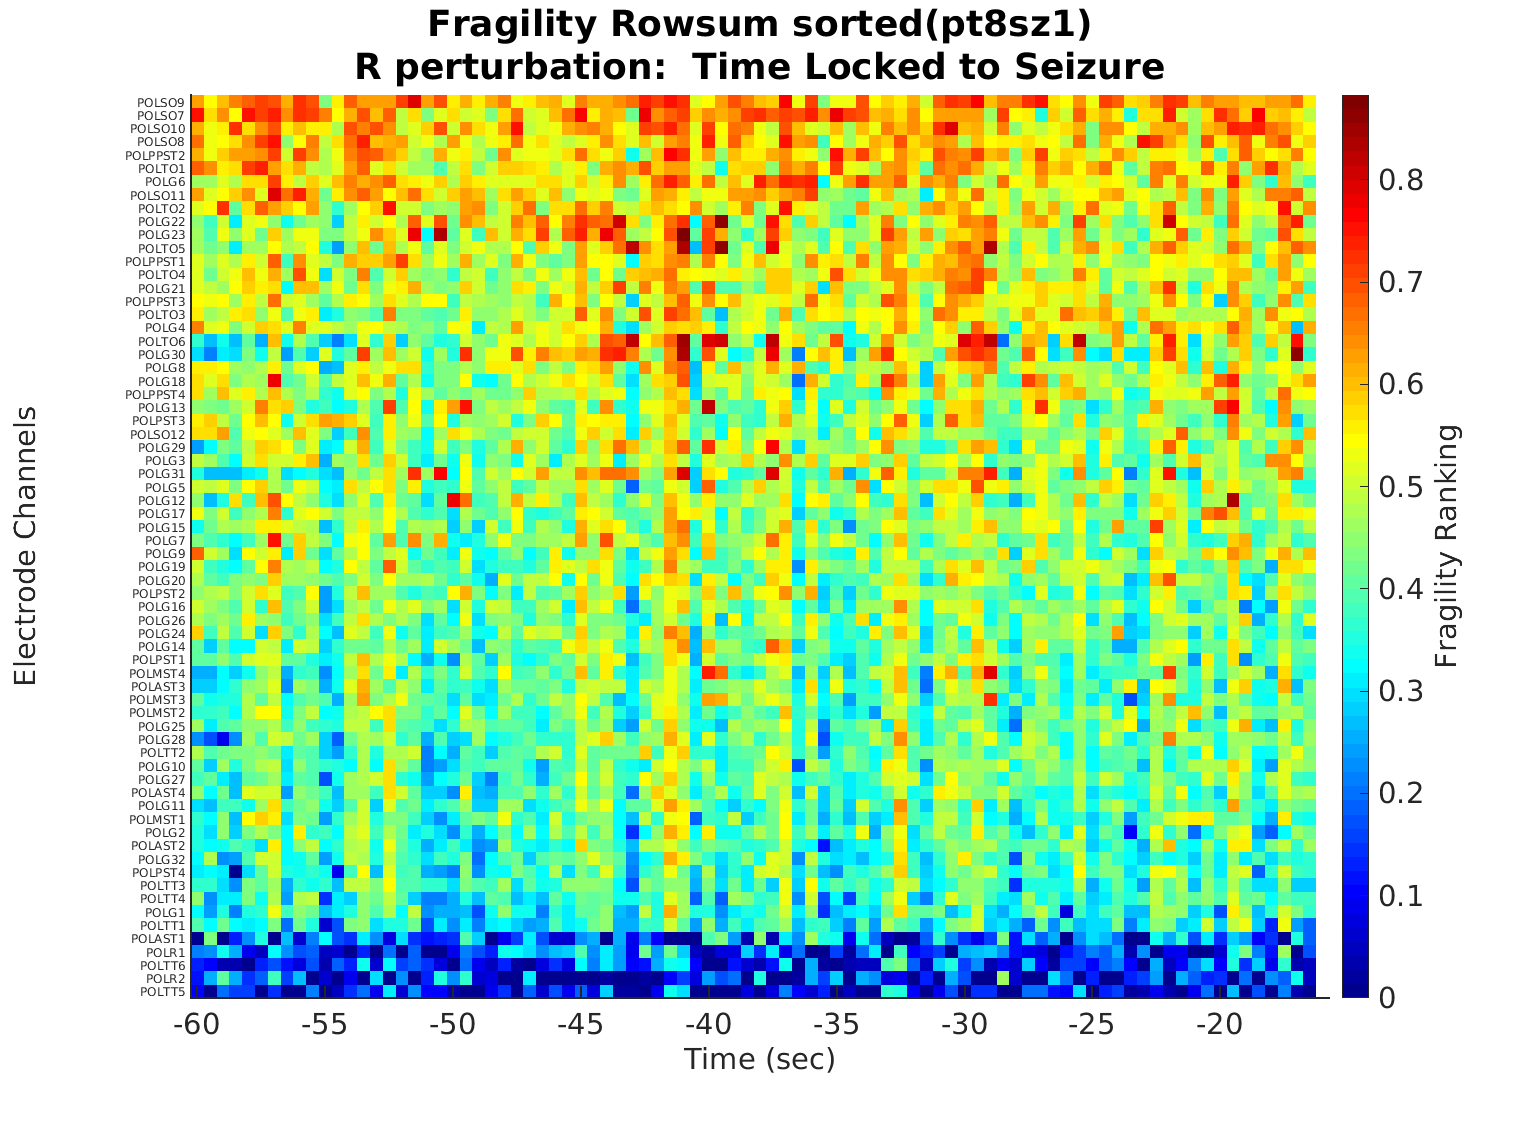 Fragility Rowsum sorted(pt8sz1)
R perturbation:  Time Locked to Seizure
Electrode Channels
POLSO9
POLSO7
POLSO10
POLSO8
POLPPST2
POLTO1
POLG6
POLSO11
POLTO2
POLG22
POLG23
POLTO5
POLPPST1
POLTO4
POLG21
POLPPST3
POLTO3
POLG4
POLTO6
POLG30
POLG8
POLG18
POLPPST4
POLG13
POLPST3
POLSO12
POLG29
POLG3
POLG31
POLG5
POLG12
POLG17
POLG15
POLG7
POLG9
POLG19
POLG20
POLPST2
POLG16
POLG26
POLG24
POLG14
POLPST1
POLMST4
POLAST3
POLMST3
POLMST2
POLG25
POLG28
POLTT2
POLG10
POLG27
POLAST4
POLG11
POLMST1
POLG2
POLAST2
POLG32
POLPST4
POLTT3
POLTT4
POLG1
POLTT1
POLAST1
POLR1
POLTT6
POLR2
POLTT5
-60 -55 -50 -45 -40 -35 -30 -25 -20
Time (sec)
0.8
0.7
0.6
0.5
0.4
0.3
0.2
0.1
0
Fragility Ranking